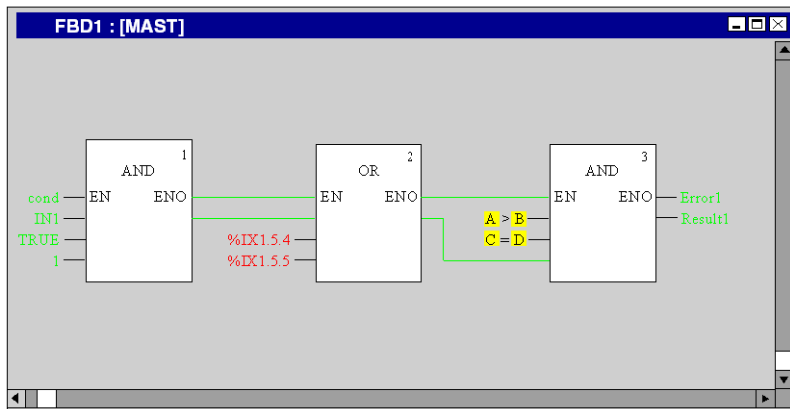 FBD1 : [MAST]
1 2 3
AND OR AND
cond EN ENO EN ENO EN ENO Error1
IN1 A > B Result1
TRUE %IX1.5.4 C = D
1 %IX1.5.5